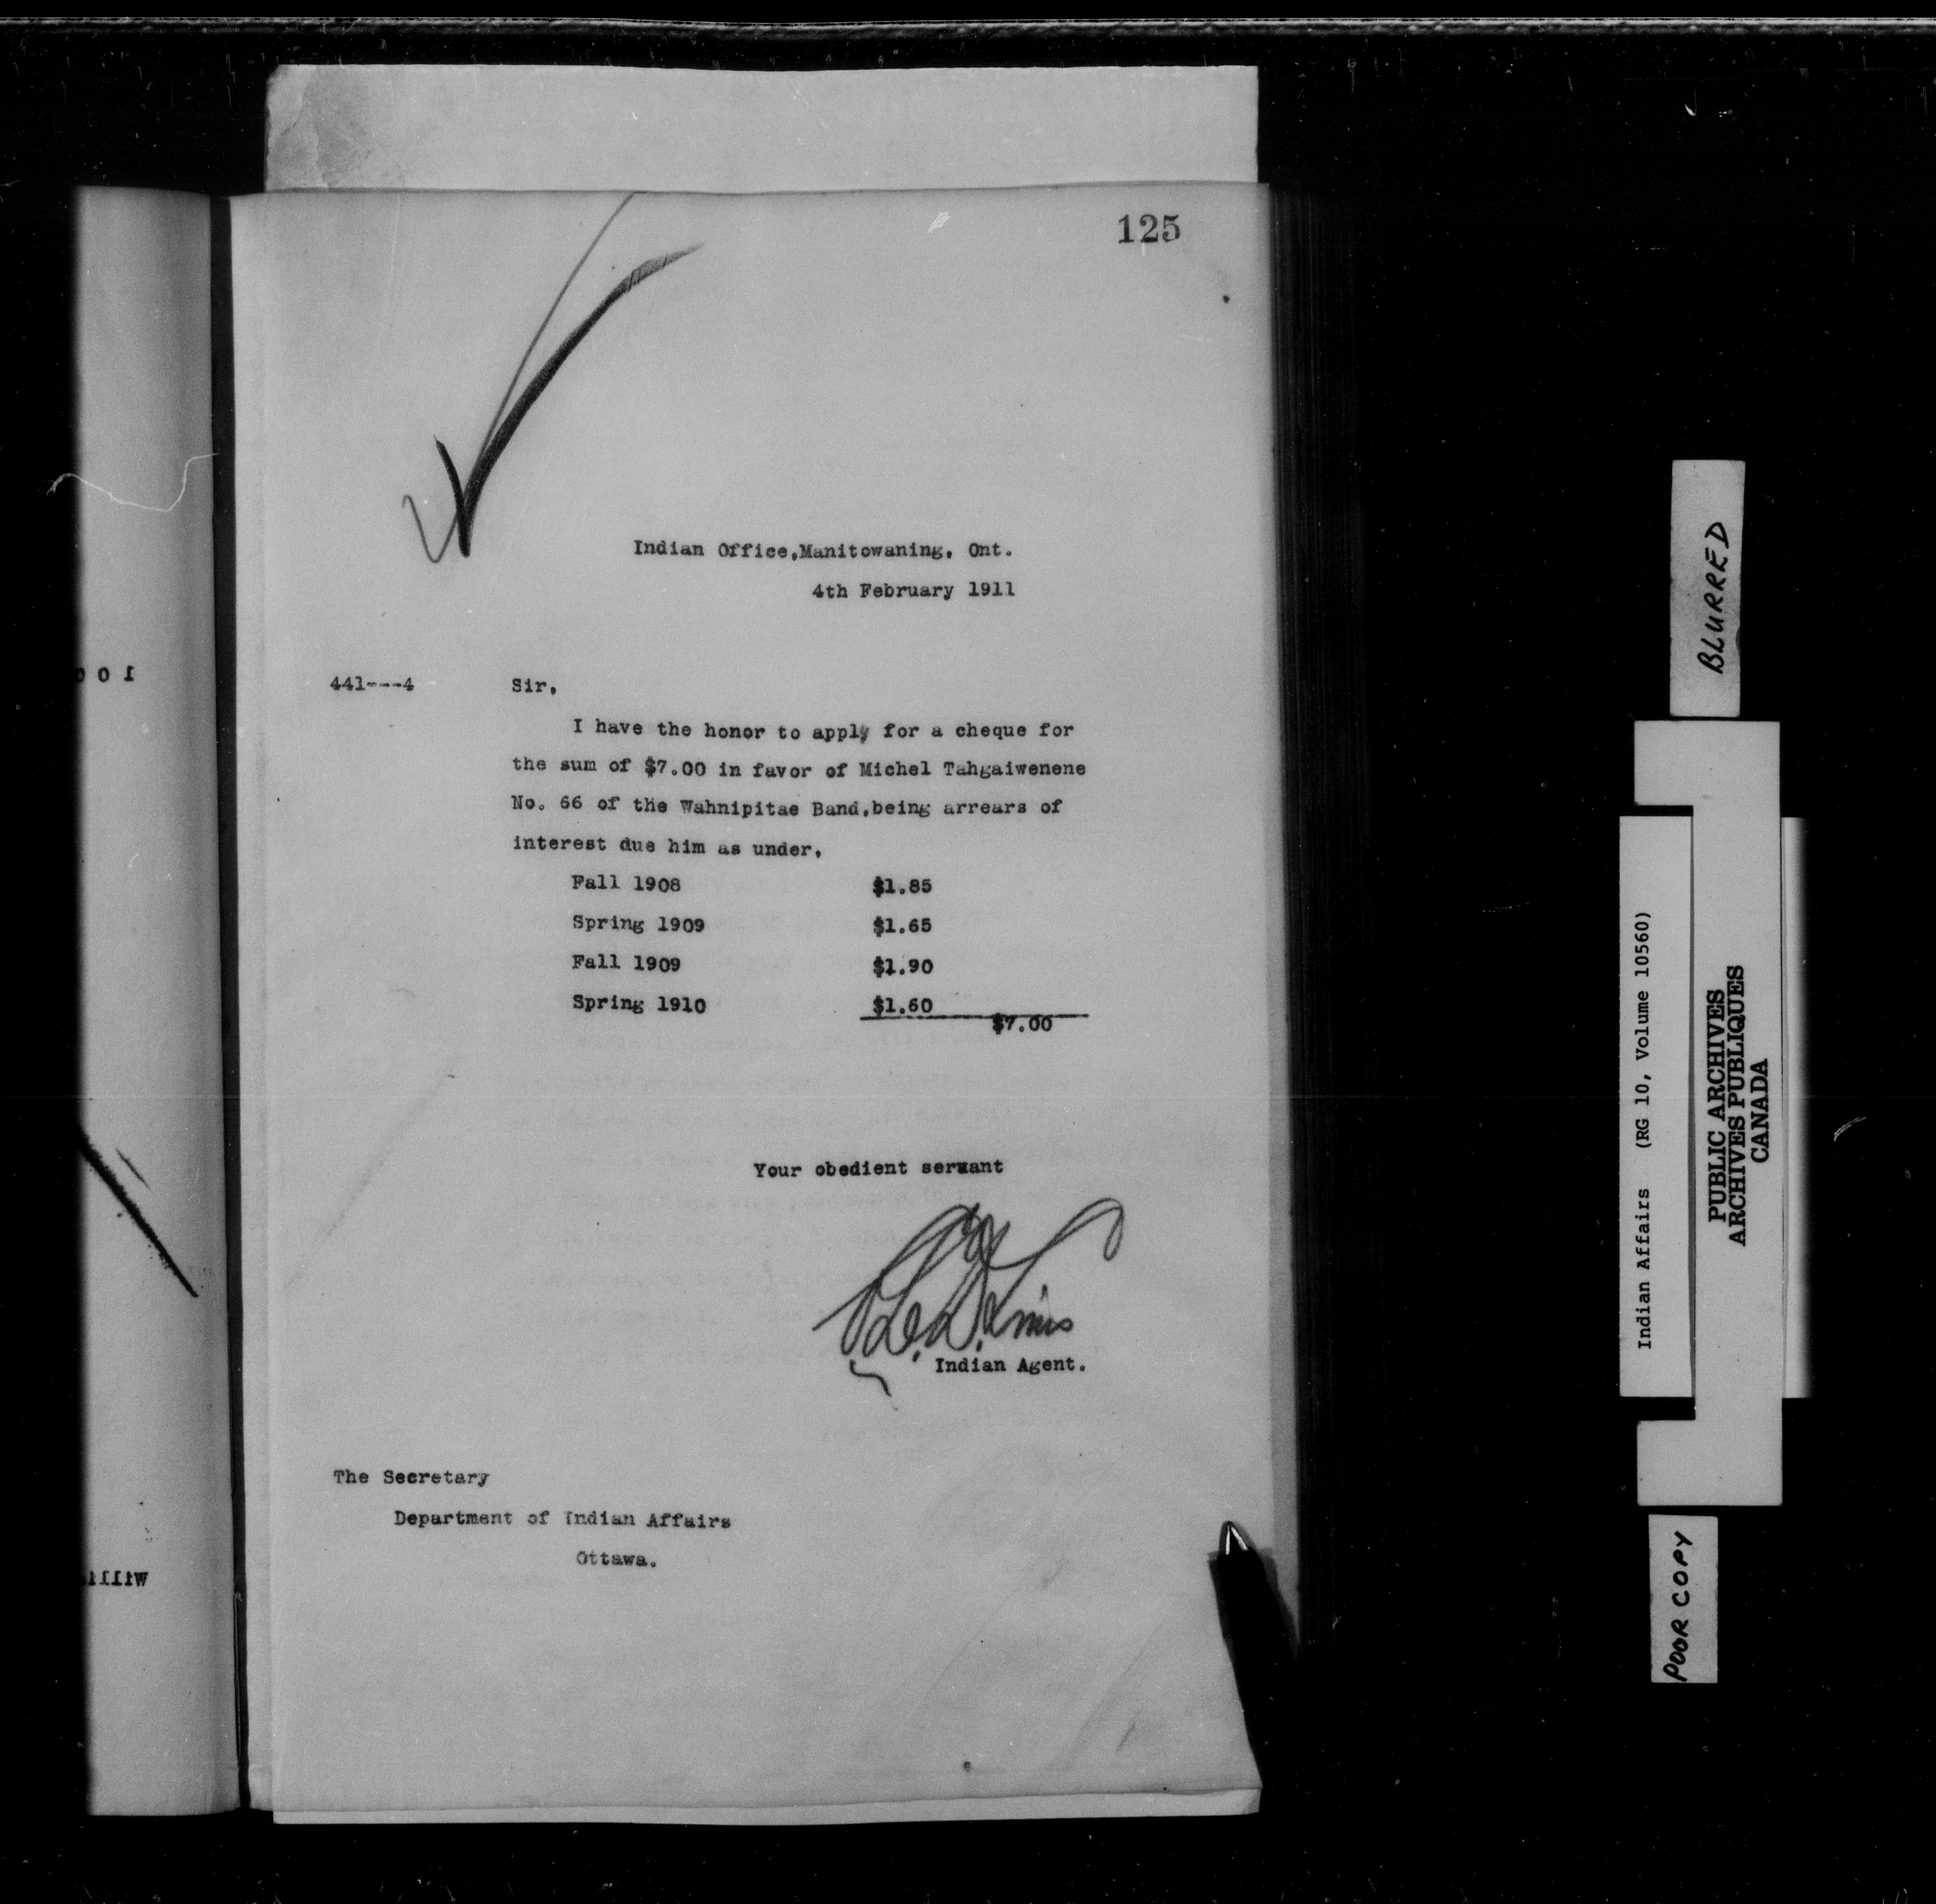 125
Indian Office,Manitowaning, Ont.
4th February 1911
441---4
Sir,
I have the honor to apply for a cheque for
the sum of $7.00 in favor of Michel Tahgaiwenene
No. 66 of the Wahnipitae Band,being arrears of
interest due him as under,
Fall 1908 $1.85
Spring 1909 $1.65
Fall 1909 $1.90
Spring 1910 $1.60
$7.00
Your obedient servant
Indian Agent.
The Secretary
Department of Indian Affairs
Ottawa.
BLURRED
Indian Affairs (RG 10, Volume 10560)
PUBLIC ARCHIVES
ARCHIVES PUBLIQUES
CANADA
POOR COPY